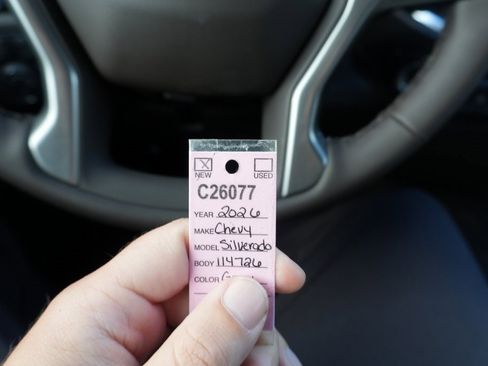 NEW USED
C26077
YEAR 2026
MAKE Chevy
MODEL Silverado
BODY 114726
COLOR